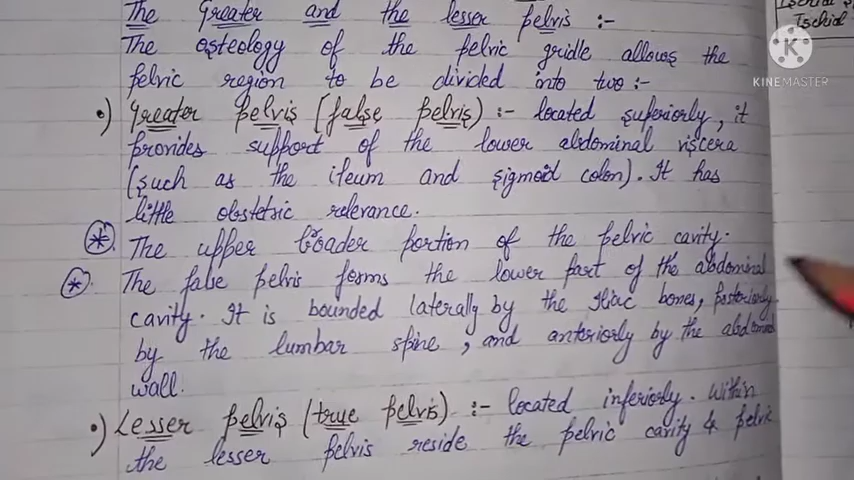 The Greater and the lesser pelvis :-
The osteology of the pelvic gridle allows the
pelvic region to be divided into two :-
•) Greater pelvis (false pelvis) :- located superiorly, it
provides support of the lower abdominal viscera
(such as the ileum and sigmoid colon). It has
little obstetric relevance.
* The upper broader portion of the pelvic cavity.
* The false pelvis forms the lower part of the abdominal
cavity. It is bounded laterally by the Iliac bones, posteriorly
by the lumbar spine, and anteriorly by the abdominal
wall.
•) Lesser pelvis (true pelvis) :- located inferiorly. Within
the lesser pelvis reside the pelvic cavity & pelvic
Ischial
K
KINEMASTER